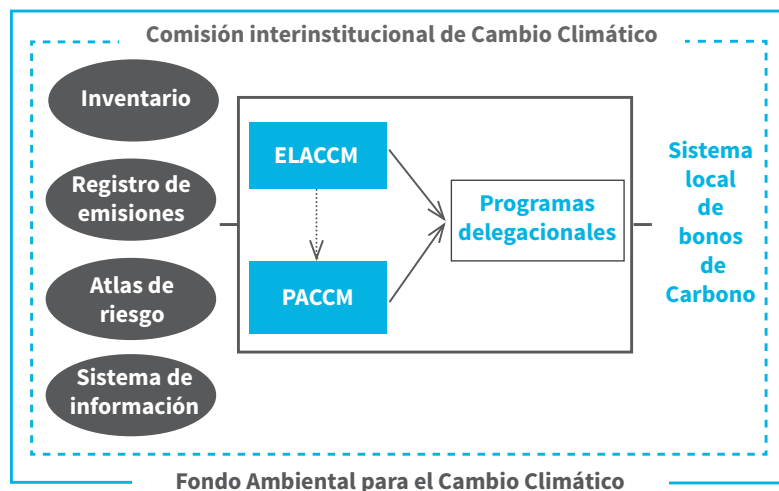 Comisión interinstitucional de Cambio Climático
Inventario
Registro de
emisiones
Atlas de
riesgo
Sistema de
información
ELACCM
PACCM
Programas
delegacionales
Sistema
local
de
bonos
de
Carbono
Fondo Ambiental para el Cambio Climático